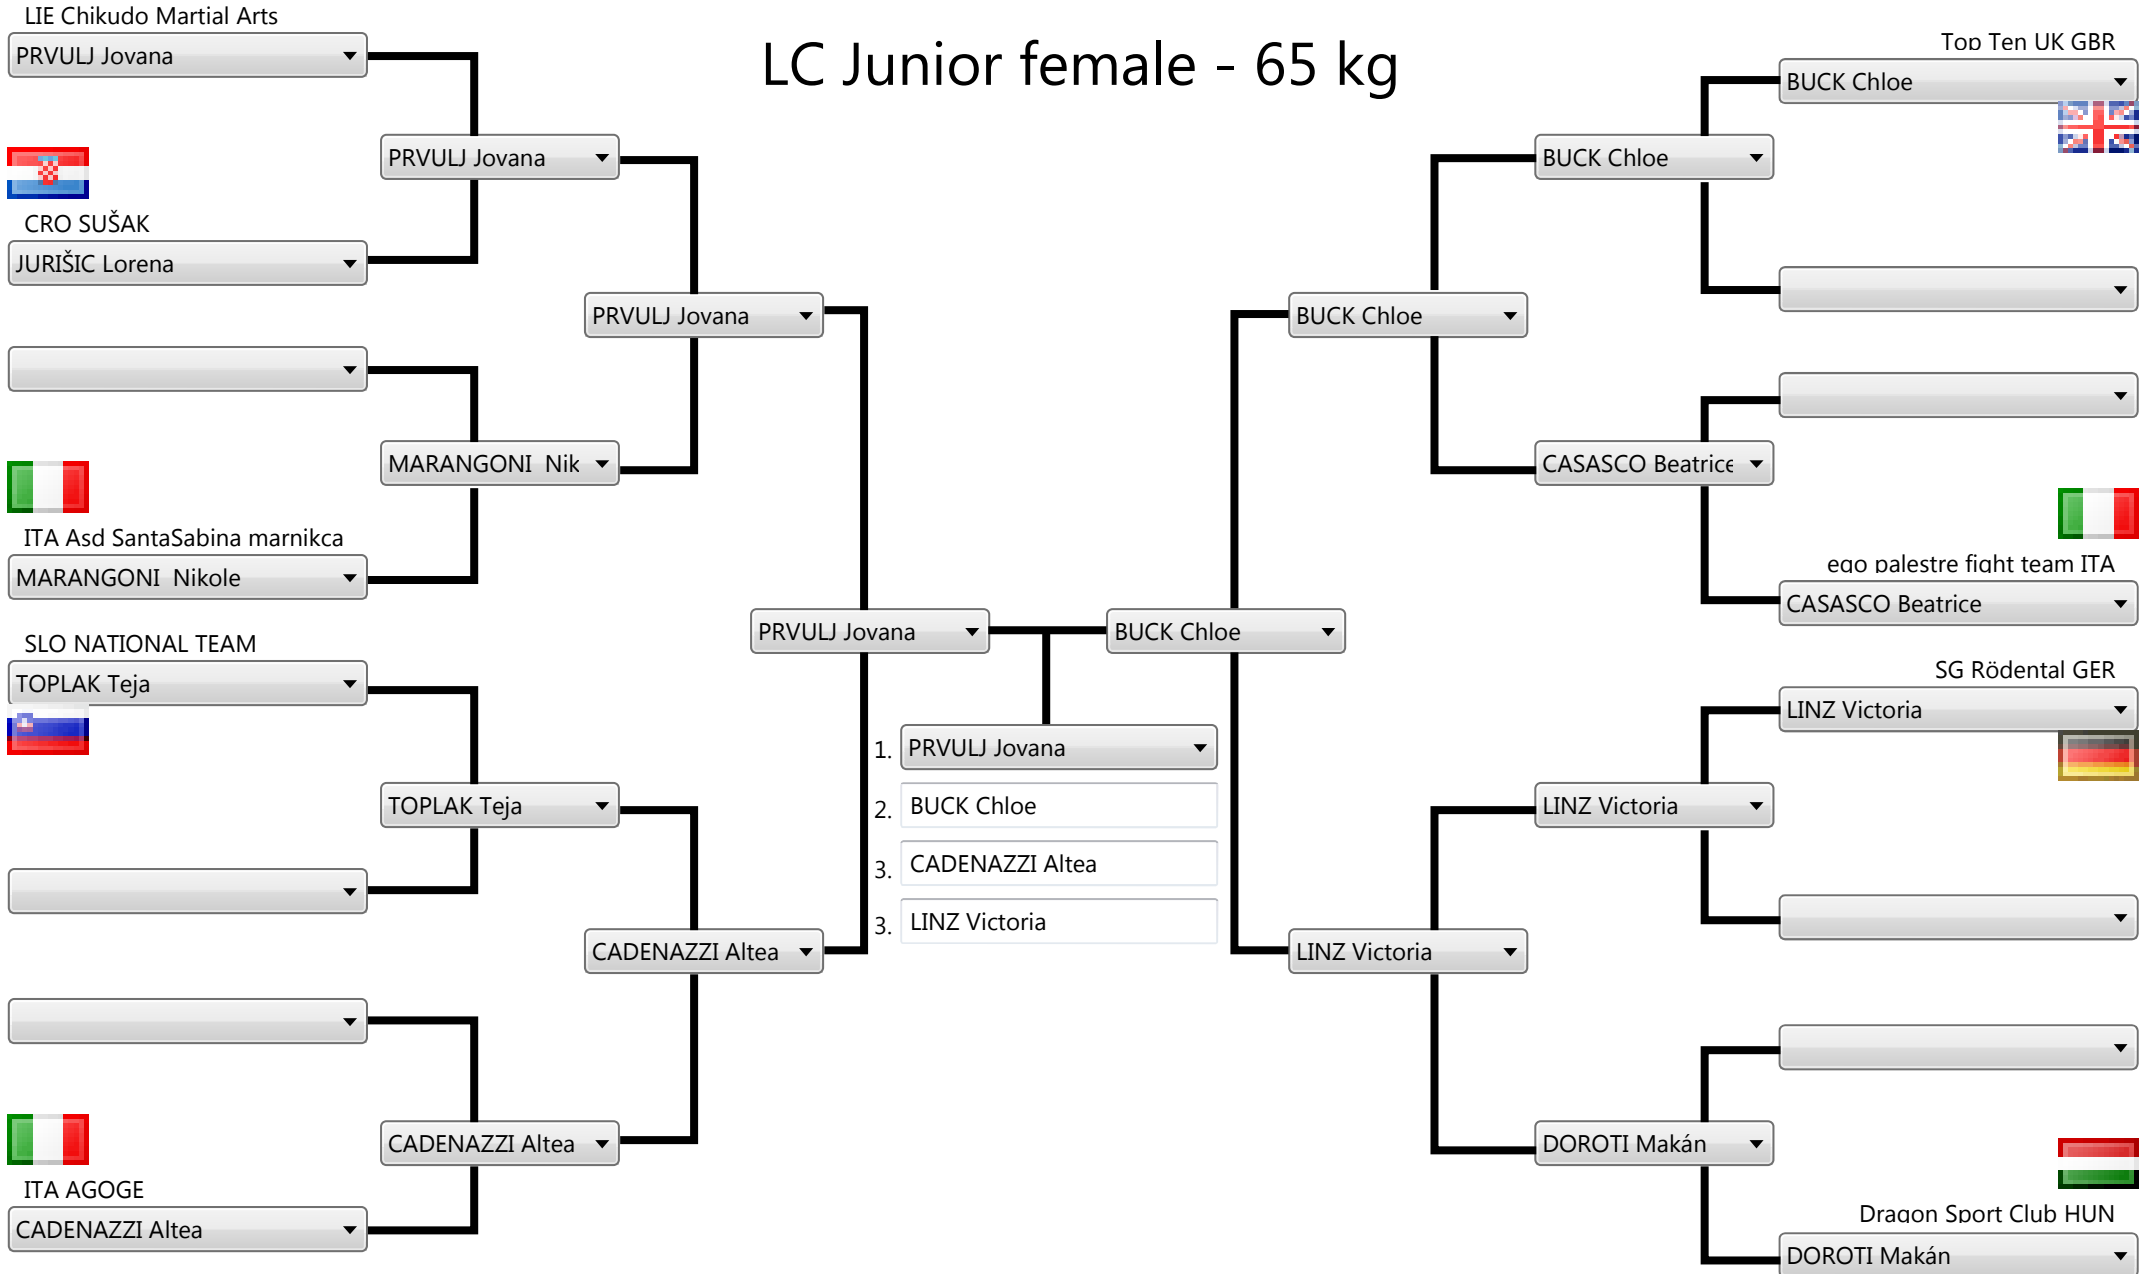 LC Junior female - 65 kg
LIE Chikudo Martial Arts
PRVULJ Jovana
CRO SUŠAK
JURIŠIC Lorena
ITA Asd SantaSabina marnikca
MARANGONI  Nikole
SLO NATIONAL TEAM
TOPLAK Teja
ITA AGOGE
CADENAZZI Altea
PRVULJ Jovana
MARANGONI  Nik
TOPLAK Teja
CADENAZZI Altea
PRVULJ Jovana
CADENAZZI Altea
PRVULJ Jovana
BUCK Chloe
1. PRVULJ Jovana
2. BUCK Chloe
3. CADENAZZI Altea
3. LINZ Victoria
BUCK Chloe
LINZ Victoria
BUCK Chloe
CASASCO Beatrice
LINZ Victoria
DOROTI Makán
Top Ten UK GBR
BUCK Chloe
ego palestre fight team ITA
CASASCO Beatrice
SG Rödental GER
LINZ Victoria
Dragon Sport Club HUN
DOROTI Makán